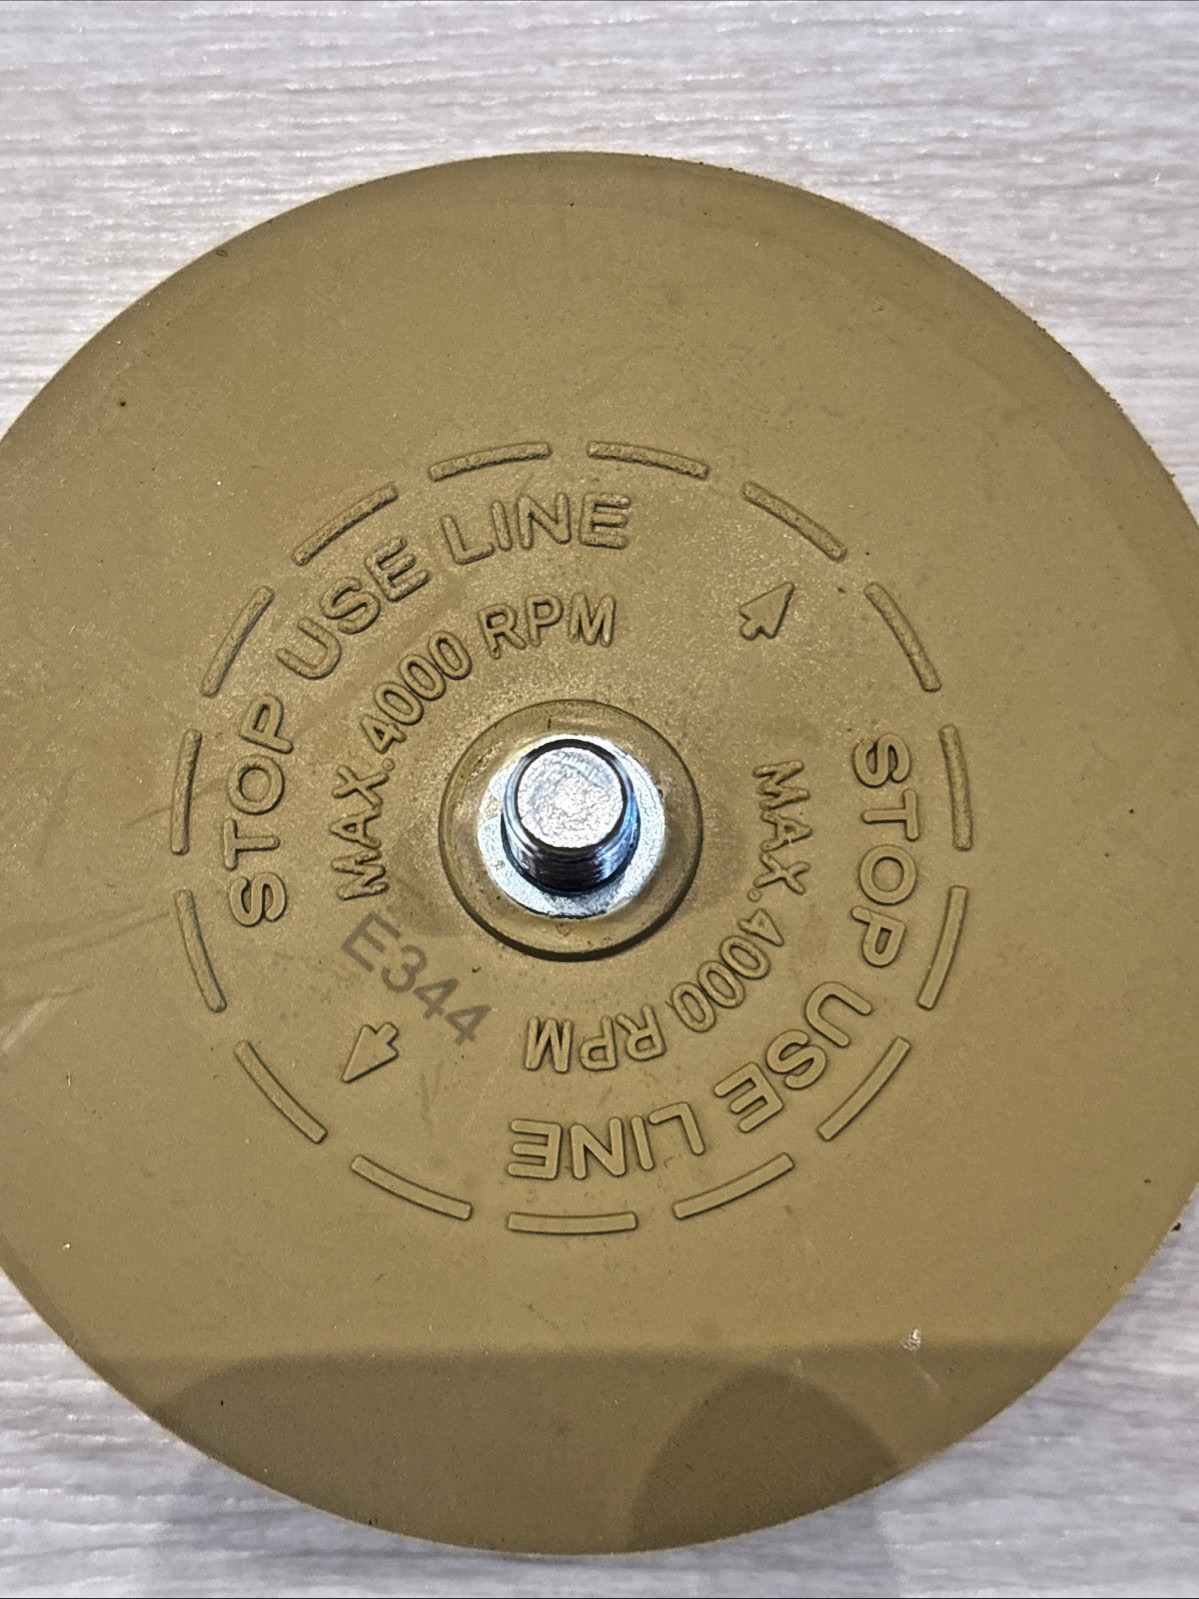 STOP USE LINE
MAX.4000 RPM
STOP USE LINE
MAX.4000 RPM
E344